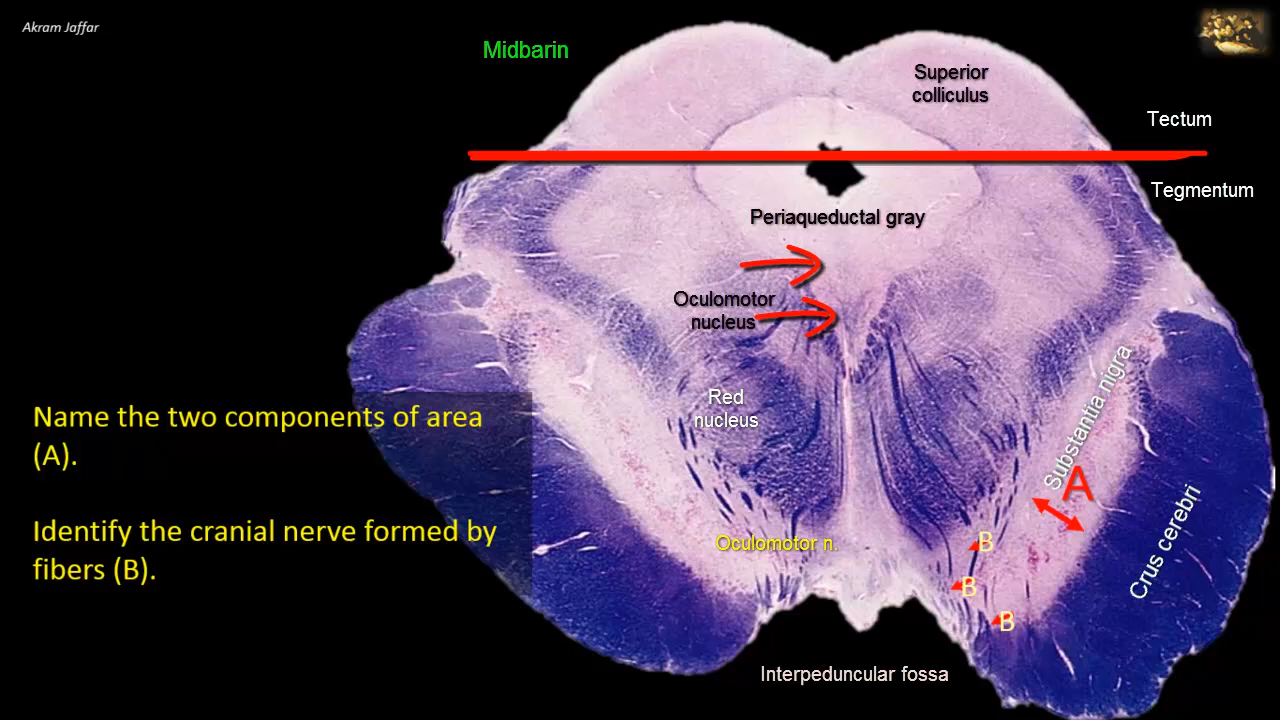 Akram Jaffar
Midbarin
Superior
colliculus
Tectum
Tegmentum
Periaqueductal gray
Oculomotor
nucleus
Red
nucleus
Substantia nigra
A
Crus cerebri
Name the two components of area
(A).
Identify the cranial nerve formed by
fibers (B).
Oculomotor n.
B
B
B
Interpeduncular fossa